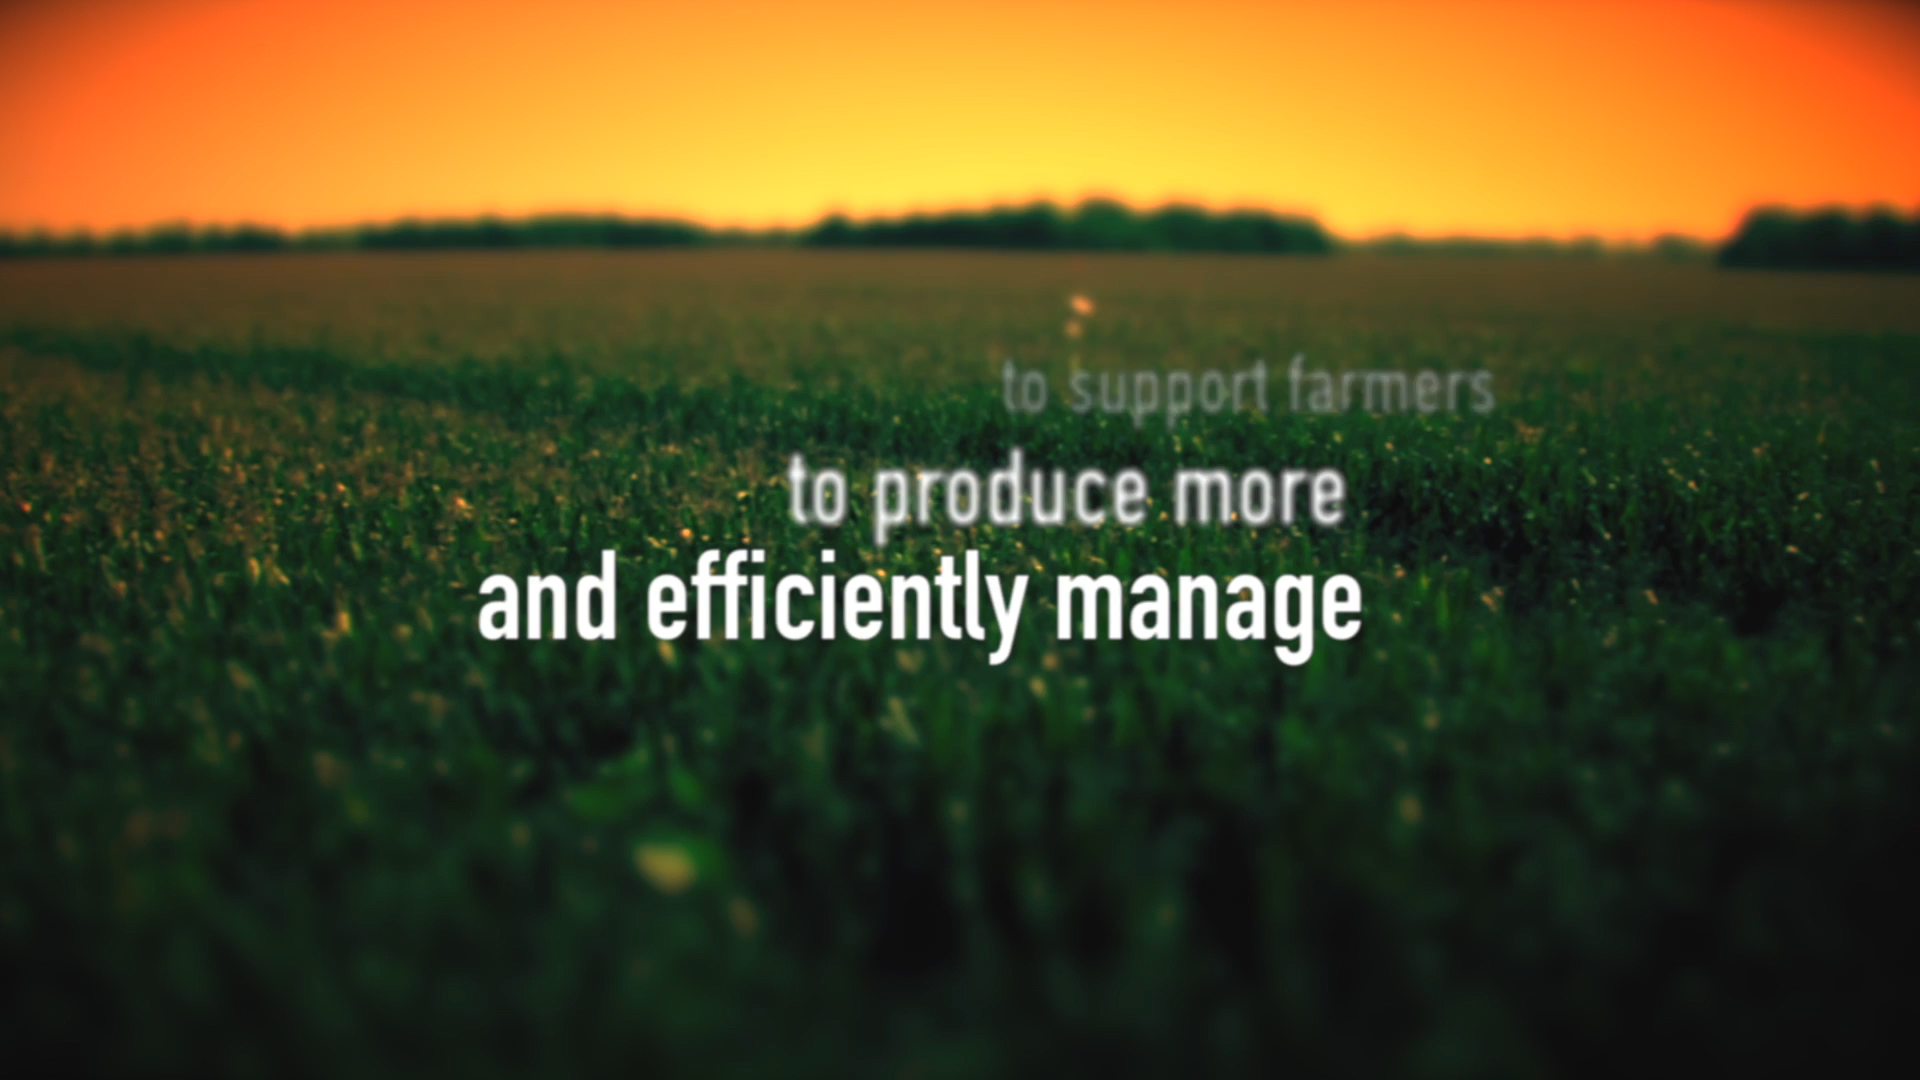 to support farmers
to produce more
and efficiently manage